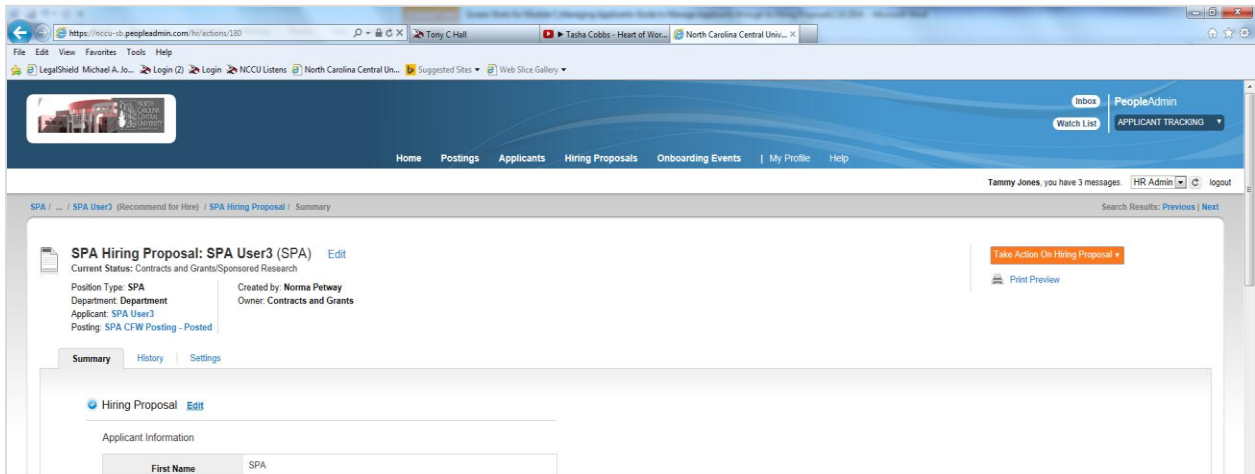 https://nccu-sb.peopleadmin.com/hr/actions/180
Tony C Hall
Tasha Cobbs - Heart of Wor...
North Carolina Central Univ...
File Edit View Favorites Tools Help
LegalShield Michael A. Jo... Login (2) Login NCCU Listens North Carolina Central Un... Suggested Sites Web Slice Gallery
NORTH CAROLINA CENTRAL UNIVERSITY
Inbox PeopleAdmin
Watch List APPLICANT TRACKING
Home Postings Applicants Hiring Proposals Onboarding Events | My Profile Help
Tammy Jones, you have 3 messages. HR Admin logout
SPA / ... / SPA User3 (Recommend for Hire) / SPA Hiring Proposal / Summary Search Results: Previous | Next
SPA Hiring Proposal: SPA User3 (SPA) Edit
Take Action On Hiring Proposal
Current Status: Contracts and Grants/Sponsored Research
Print Preview
Position Type: SPA Created by: Norma Petway
Department: Department Owner: Contracts and Grants
Applicant: SPA User3
Posting: SPA CFW Posting - Posted
Summary History Settings
Hiring Proposal Edit
Applicant Information
First Name SPA